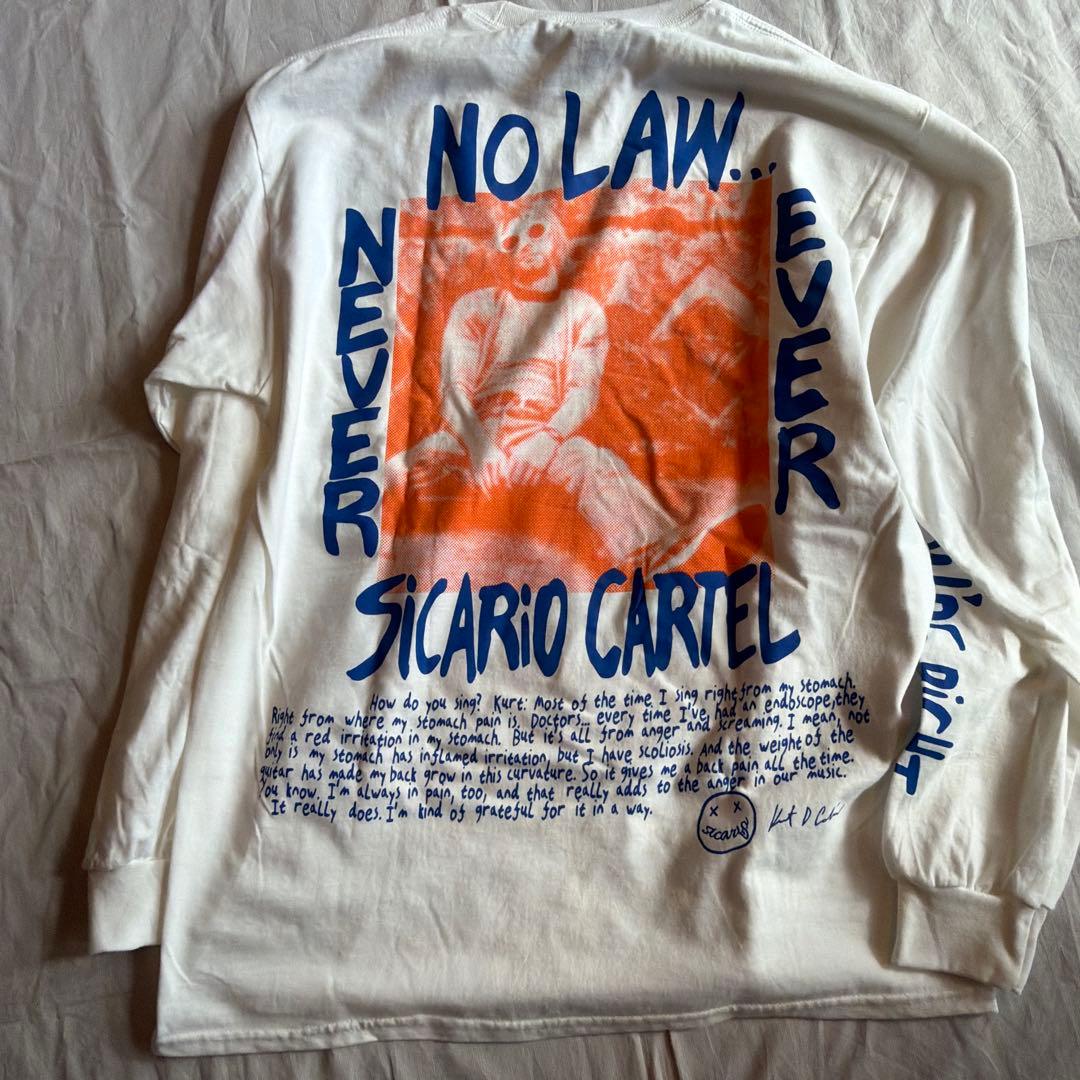 NO LAW...
NEVER
EVER
SiCARiO CARTEL
How do you sing? Kurt: Most of the time I sing right from my stomach.
Right from where my stomach pain is. Doctors... every time I've had an endoscope, they
find a red irritation in my stomach. But it's all from anger and screaming. I mean, not
only is my stomach has inflamed irritation, but I have scoliosis. And the weight of the
guitar has made my back grow in this curvature. So it gives me a back pain all the time.
You know. I'm always in pain, too, and that really adds to the anger in our music.
It really does. I'm kind of grateful for it in a way.
RiGHT